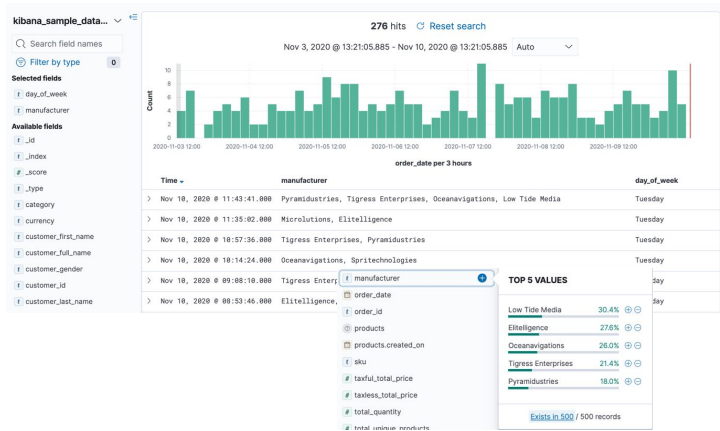 kibana_sample_data...
Search field names
Filter by type 0
Selected fields
t day_of_week
t manufacturer
Available fields
t _id
t _index
# _score
t _type
t category
t currency
t customer_first_name
t customer_full_name
t customer_gender
t customer_id
t customer_last_name
276 hits Reset search
Nov 3, 2020 @ 13:21:05.885 - Nov 10, 2020 @ 13:21:05.885 Auto
Count
10
8
6
4
2
0
2020-11-03 12:00 2020-11-04 12:00 2020-11-05 12:00 2020-11-06 12:00 2020-11-07 12:00 2020-11-08 12:00 2020-11-09 12:00
order_date per 3 hours
Time manufacturer day_of_week
Nov 10, 2020 @ 11:43:41.000 Pyramidustries, Tigress Enterprises, Oceanavigations, Low Tide Media Tuesday
Nov 10, 2020 @ 11:35:02.000 Microlutions, Elitelligence Tuesday
Nov 10, 2020 @ 10:57:36.000 Tigress Enterprises, Pyramidustries Tuesday
Nov 10, 2020 @ 10:14:24.000 Oceanavigations, Spritechnologies Tuesday
Nov 10, 2020 @ 09:08:10.000 Tigress Enterp day
Nov 10, 2020 @ 08:53:46.000 Elitelligence, day
t manufacturer
order_date
t order_id
products
products.created_on
t sku
# taxful_total_price
# taxless_total_price
# total_quantity
# total_unique_products
TOP 5 VALUES
Low Tide Media 30.4%
Elitelligence 27.6%
Oceanavigations 26.0%
Tigress Enterprises 21.4%
Pyramidustries 18.0%
Exists in 500 / 500 records